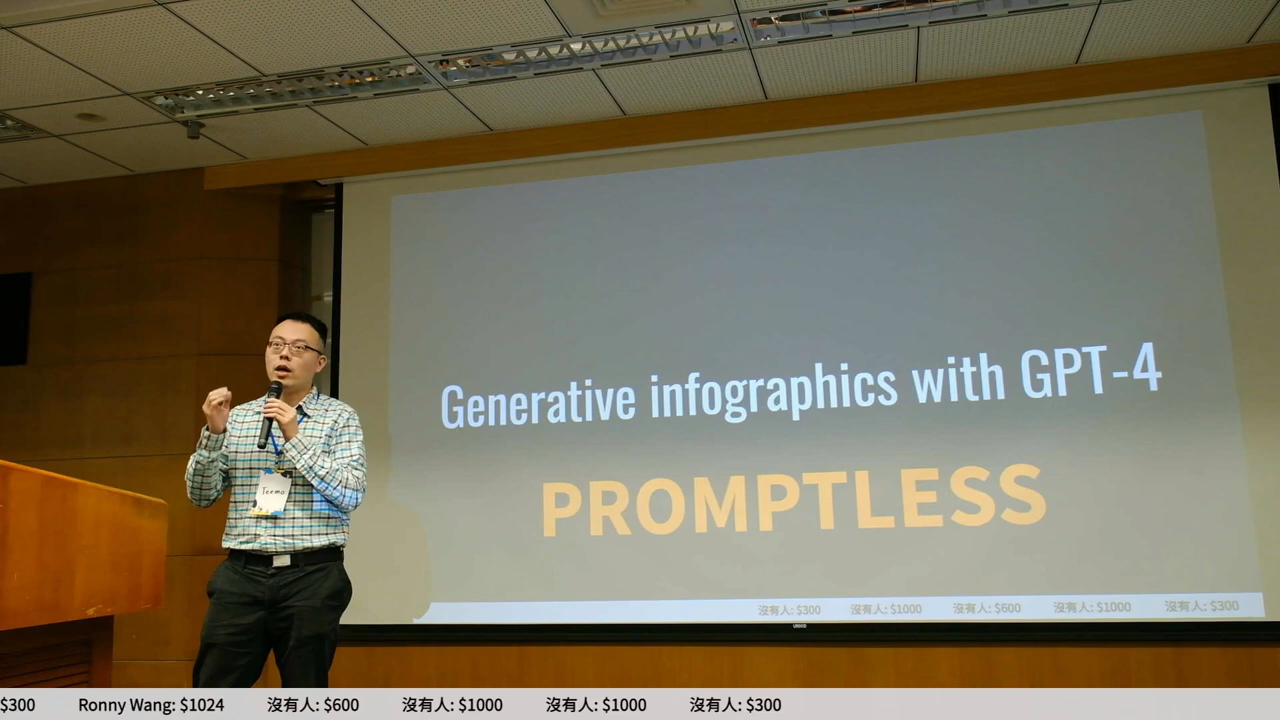 Generative infographics with GPT-4
PROMPTLESS
Teemo
沒有人: $300 沒有人: $1000 沒有人: $600 沒有人: $1000 沒有人: $300
$300 Ronny Wang: $1024 沒有人: $600 沒有人: $1000 沒有人: $1000 沒有人: $300